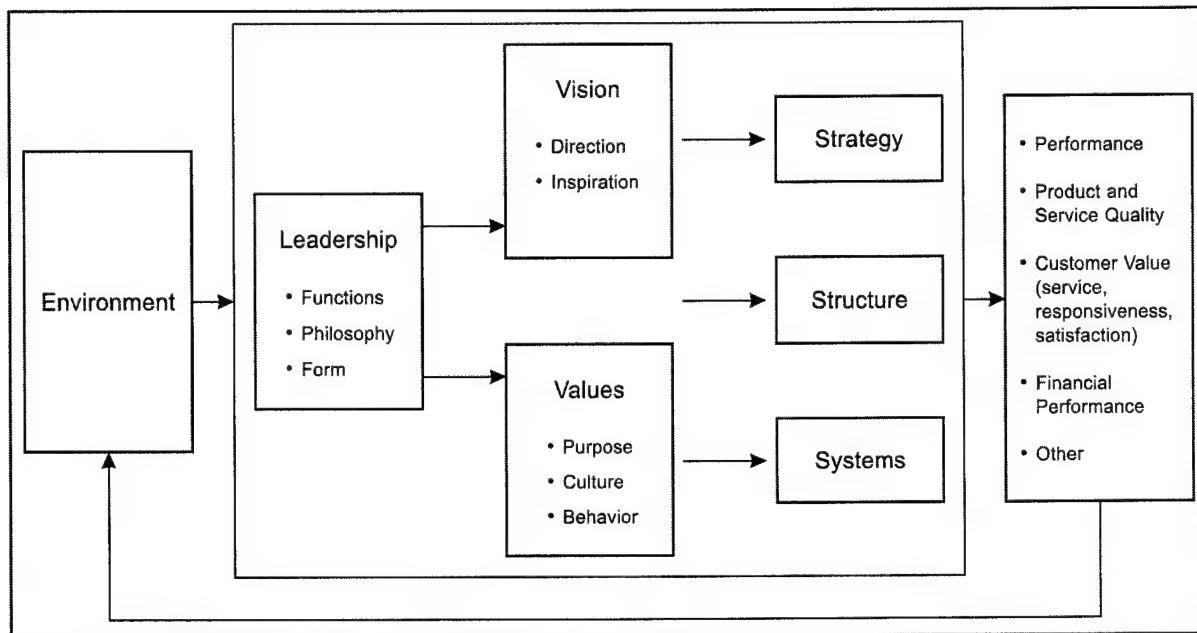 Environment
Leadership
• Functions
• Philosophy
• Form
Vision
• Direction
• Inspiration
Values
• Purpose
• Culture
• Behavior
Strategy
Structure
Systems
• Performance
• Product and
Service Quality
• Customer Value
(service,
responsiveness,
satisfaction)
• Financial
Performance
• Other